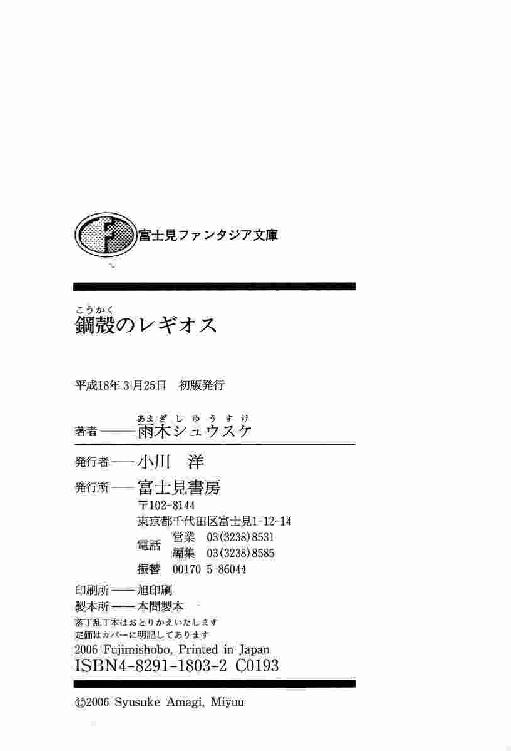 富士見ファンタジア文庫
こうかく
鋼殻のレギオス
平成18年3月25日 初版発行
あまぎしゅうすけ
著者――雨木シュウスケ
発行者――小川 洋
発行所――富士見書房
〒102-8144
東京都千代田区富士見1-12-14
電話 営業 03(3238)8531
編集 03(3238)8585
振替 00170-5-86044
印刷所――旭印刷
製本所――本間製本
落丁乱丁本はおとりかえいたします
定価はカバーに明記してあります
2006 Fujimishobo, Printed in Japan
ISBN4-8291-1803-2 C0193
©2006 Syusuke Amagi, Miyuu